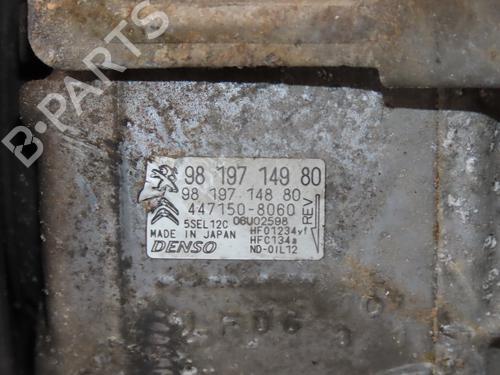 B-PARTS
98 197 149 80
98 197 148 80
447150-8060
5SEL12C 06U02598
MADE IN JAPAN HFO1234yf
DENSO HFC134a
ND-OIL12
REV